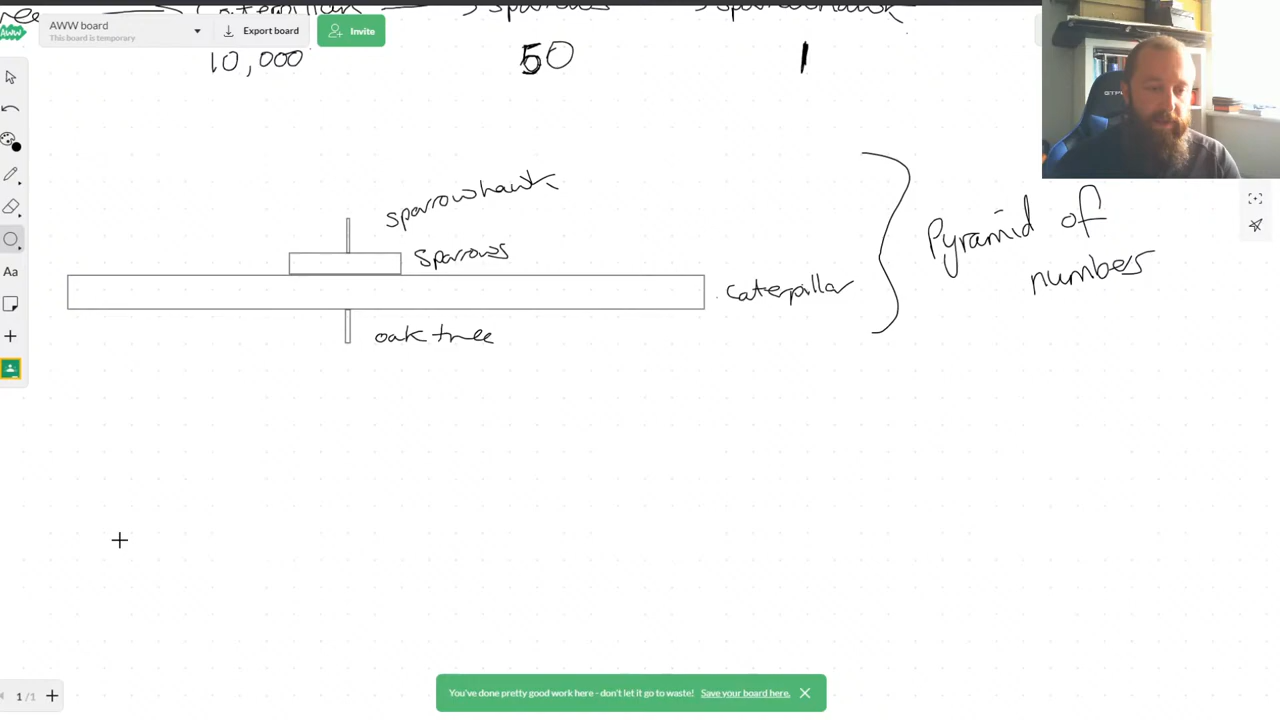 AWW board
This board is temporary
Export board
Invite
10,000
50
1
sparrowhawk
sparrows
caterpillar
oak tree
Pyramid of
numbers
AWW
Aa
1 / 1
You've done pretty good work here - don't let it go to waste! Save your board here.